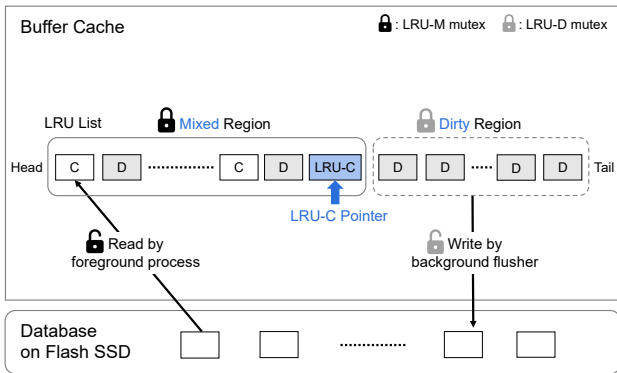 Buffer Cache
: LRU-M mutex
: LRU-D mutex
LRU List
Mixed Region
Dirty Region
Head
C
D
C
D
LRU-C
D
D
D
D
Tail
LRU-C Pointer
Read by
foreground process
Write by
background flusher
Database
on Flash SSD